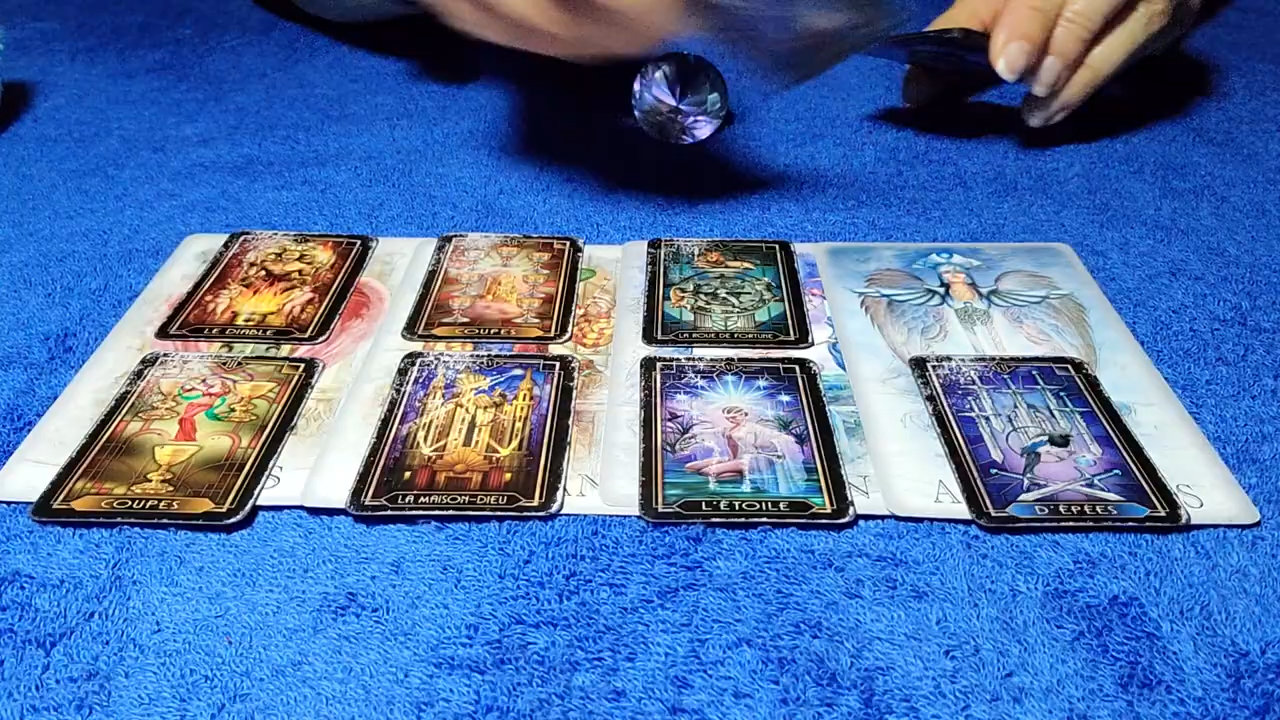 LE DIABLE
COUPES
LA ROUE DE FORTUNE
COUPES
LA MAISON-DIEU
L'ÉTOILE
D'ÉPÉES